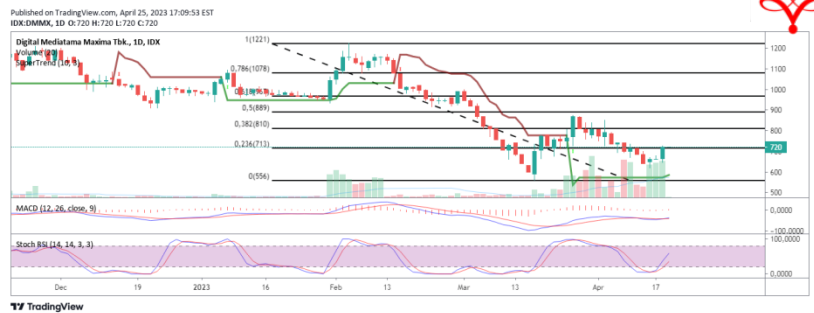 Published on TradingView.com, April 25, 2023 17:09:53 EST
IDX:DMMX, 1D O:720 H:720 L:720 C:720
Digital Mediatama Maxima Tbk., 1D, IDX
Volume (20)
SuperTrend (10, 3)
1(1221)
0,786(1078)
0,5(889)
0,382(810)
0,236(713)
0(556)
1200
1100
1000
900
800
720
600
500
MACD (12, 26, close, 9)
0.0000
-100.0000
Stoch RSI (14, 14, 3, 3)
100.0000
0.0000
Dec
19
2023
16
Feb
13
Mar
13
Apr
17
TradingView